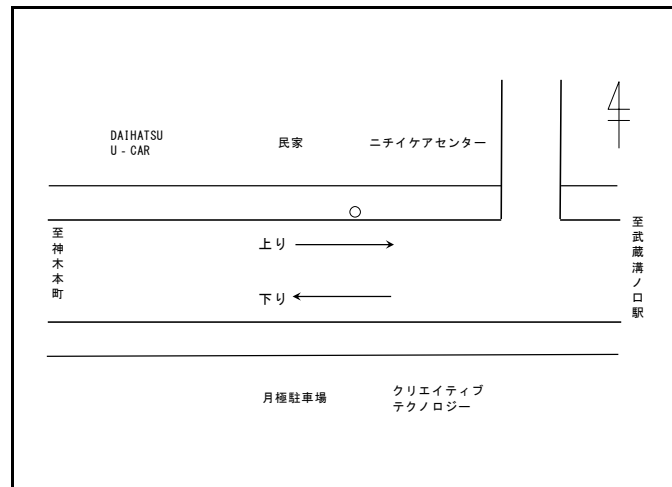 DAIHATSU
U - CAR
民家
ニチイケアセンター
至神木本町
上り
下り
至武蔵溝ノ口駅
月極駐車場
クリエイティブ
テクノロジー